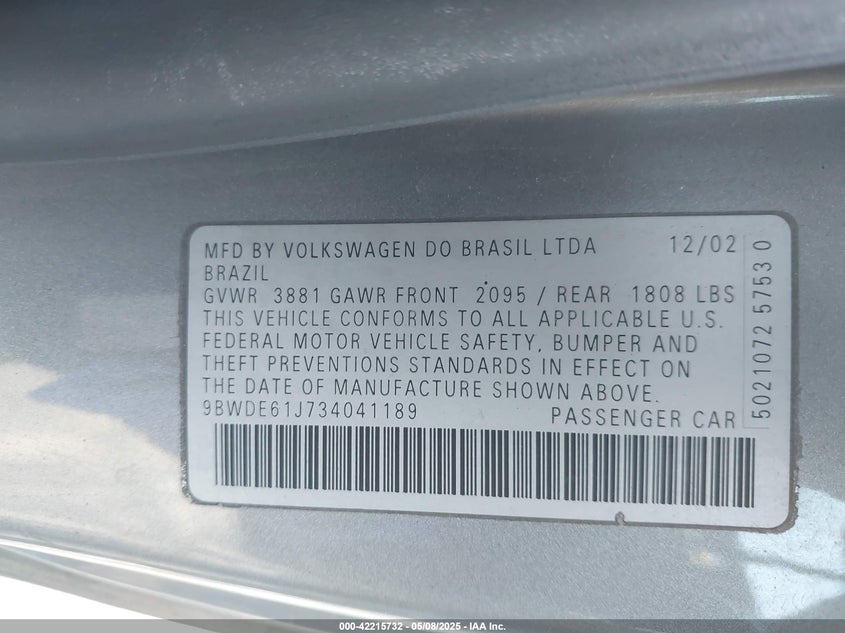 MFD BY VOLKSWAGEN DO BRASIL LTDA 12/02
BRAZIL
GVWR 3881 GAWR FRONT 2095 / REAR 1808 LBS
THIS VEHICLE CONFORMS TO ALL APPLICABLE U.S.
FEDERAL MOTOR VEHICLE SAFETY, BUMPER AND
THEFT PREVENTIONS STANDARDS IN EFFECT ON
THE DATE OF MANUFACTURE SHOWN ABOVE.
9BWDE61J734041189 PASSENGER CAR
5021072 57530
000-42215732 - 05/08/2025 - IAA Inc.